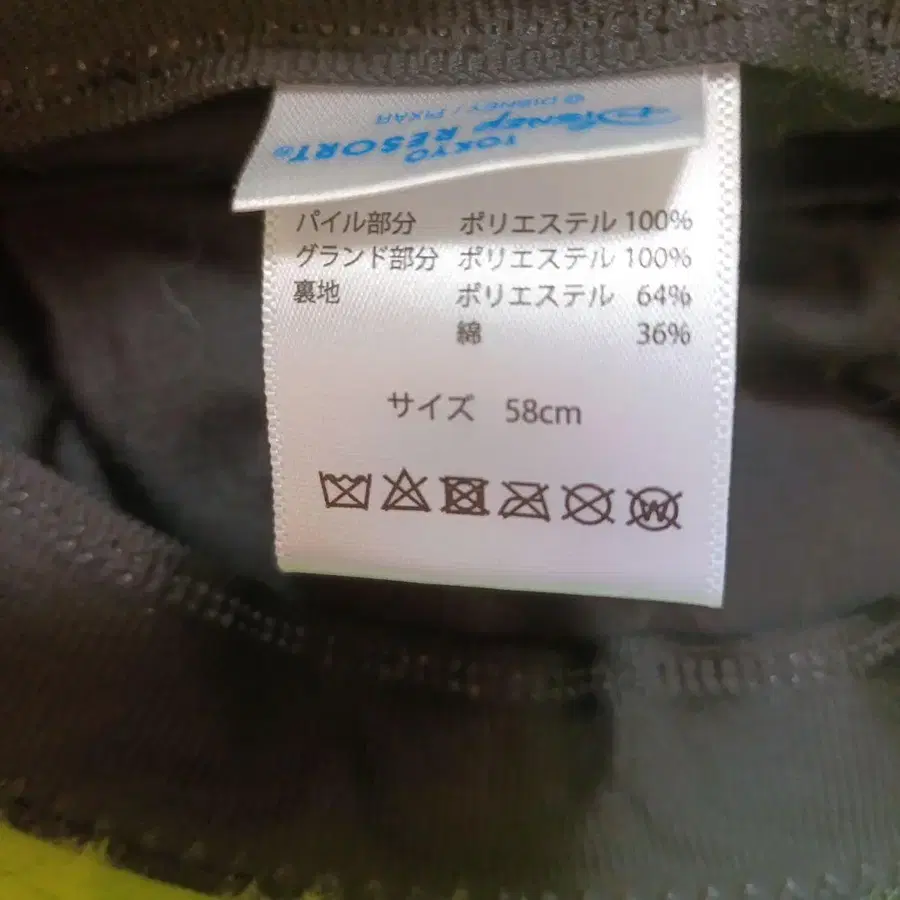 © DISNEY / PIXAR
Disney
TOKYO
RESORT®
パイル部分 ポリエステル 100%
グランド部分 ポリエステル 100%
裏地 ポリエステル 64%
綿 36%
サイズ 58cm
W